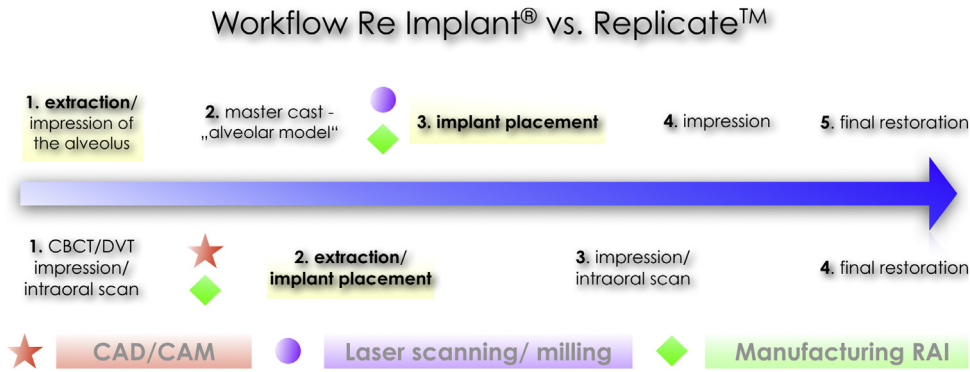 Workflow Re Implant® vs. Replicate™
1. extraction/
impression of
the alveolus
2. master cast -
„alveolar model“
3. implant placement
4. impression
5. final restoration
1. CBCT/DVT
impression/
intraoral scan
2. extraction/
implant placement
3. impression/
intraoral scan
4. final restoration
CAD/CAM
Laser scanning/ milling
Manufacturing RAI